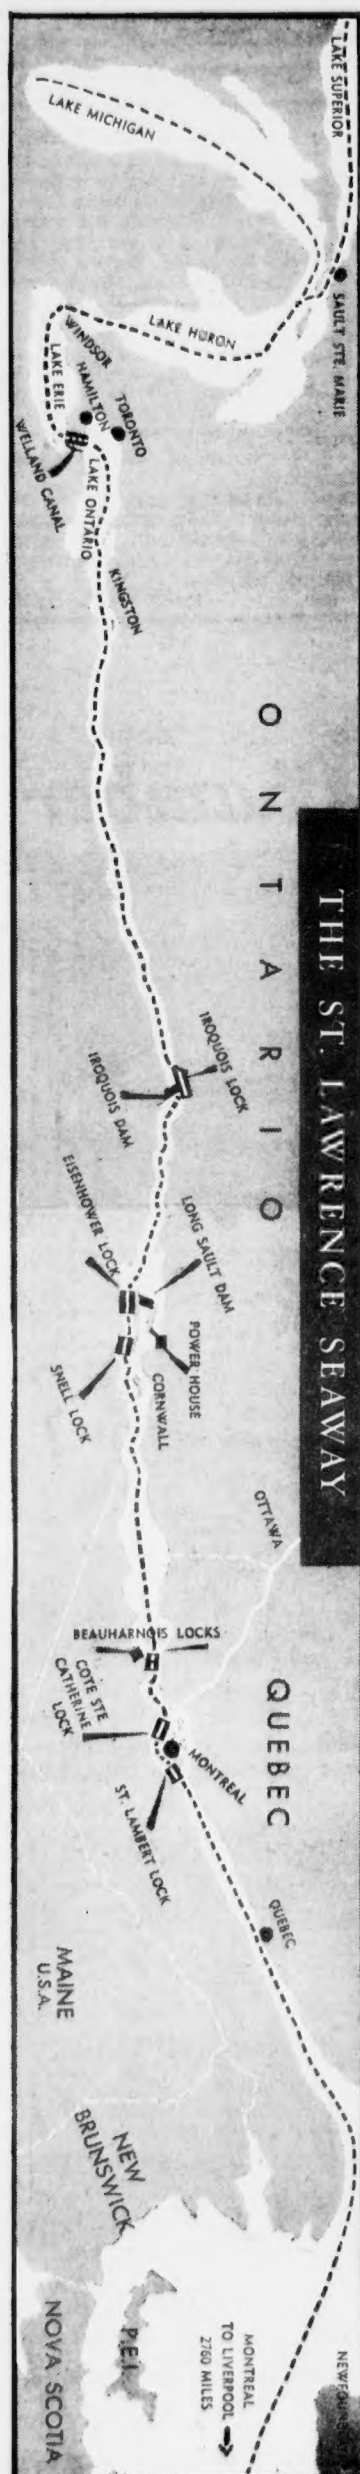 THE ST. LAWRENCE SEAWAY
LAKE SUPERIOR
SAULT STE. MARIE
LAKE MICHIGAN
LAKE HURON
WINDSOR
LAKE ERIE
HAMILTON
TORONTO
WELLAND CANAL
LAKE ONTARIO
KINGSTON
ONTARIO
IROQUOIS LOCK
IROQUOIS DAM
EISENHOWER LOCK
LONG SAULT DAM
POWER HOUSE
CORNWALL
SNELL LOCK
OTTAWA
BEAUHARNOIS LOCKS
COTE STE
CATHERINE
LOCK
MONTREAL
ST. LAMBERT LOCK
QUEBEC
QUEBEC
MAINE
U.S.A.
NEW
BRUNSWICK
P.E.I.
NOVA SCOTIA
MONTREAL
TO LIVERPOOL
2760 MILES